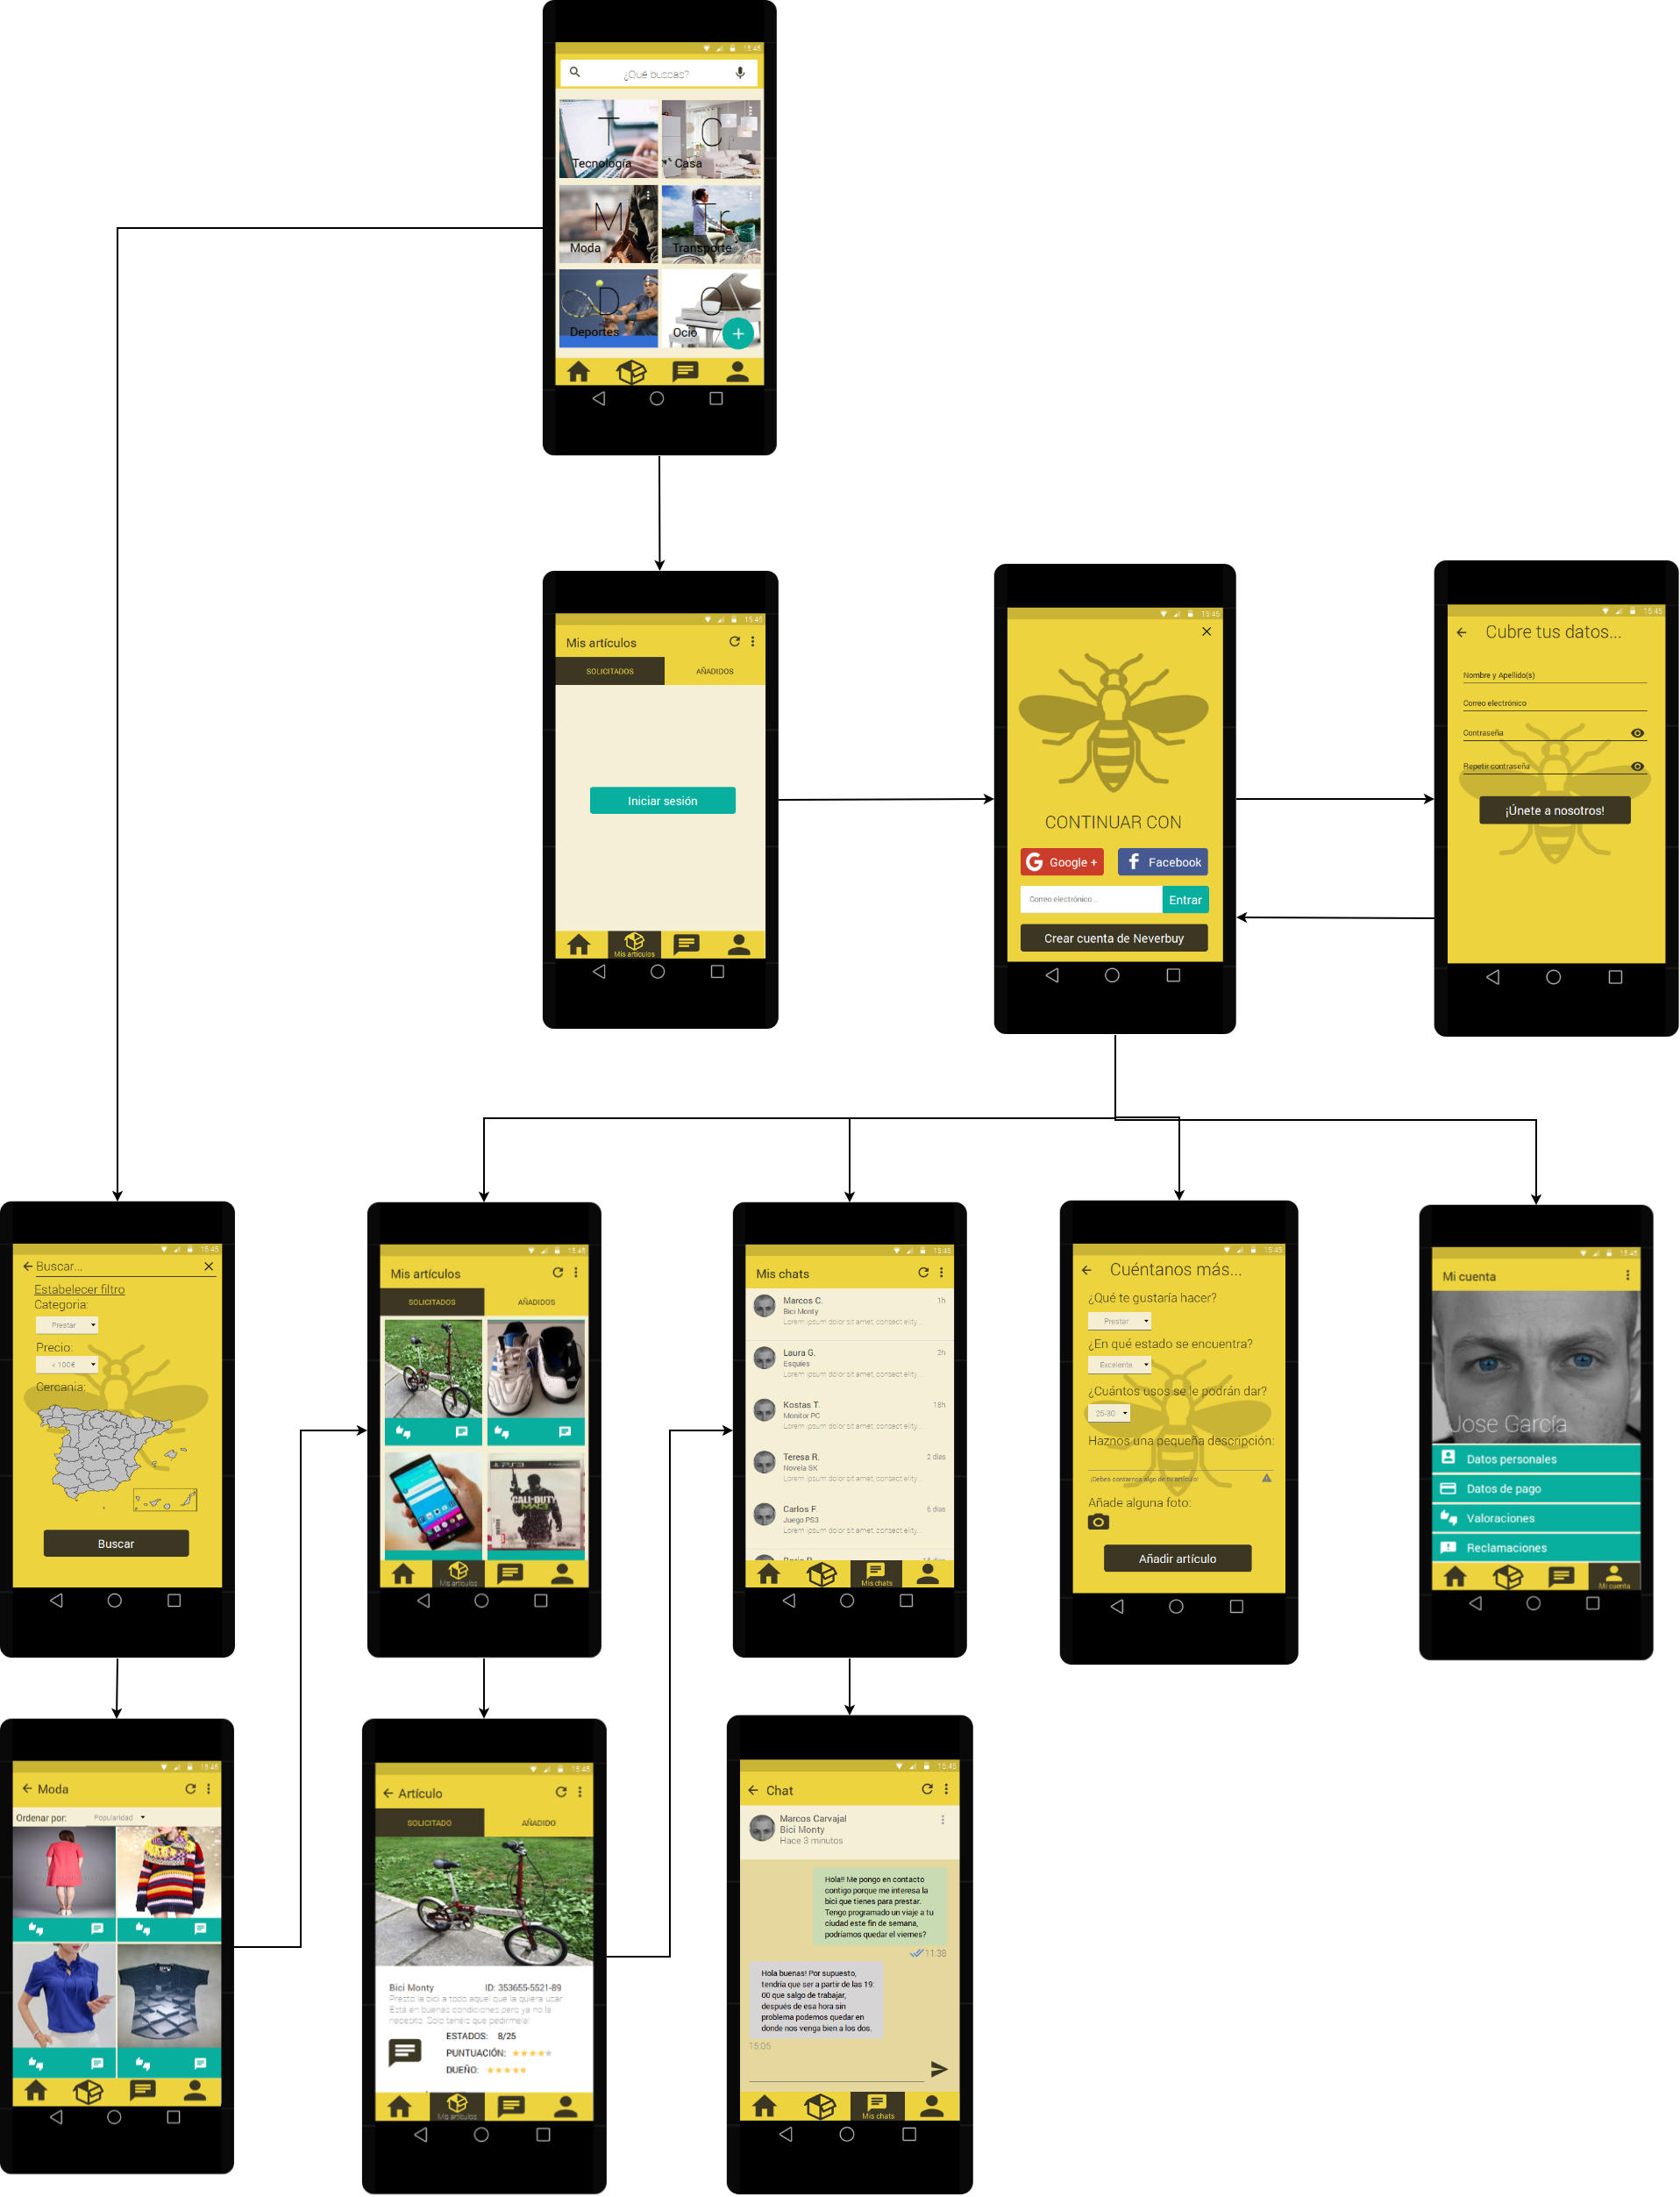 15:45
¿Qué buscas?
T
C
Tecnología
Casa
M
Tr
Moda
Transporte
D
O
Deportes
Ocio
15:45
Mis artículos
SOLICITADOS
AÑADIDOS
Iniciar sesión
Mis artículos
15:45
CONTINUAR CON
Google +
Facebook
Correo electrónico...
Entrar
Crear cuenta de Neverbuy
15:45
Cubre tus datos...
Nombre y Apellido(s)
Correo electrónico
Contraseña
Repetir contraseña
¡Únete a nosotros!
15:45
Buscar...
Estabelecer filtro
Categoria:
Prestar
Precio:
< 100€
Cercania:
Buscar
15:45
Mis artículos
SOLICITADOS
AÑADIDOS
Mis artículos
15:45
Mis chats
Marcos C.
1h
Bici Monty
Lorem ipsum dolor sit amet, consect elity...
Laura G.
2h
Esquíes
Lorem ipsum dolor sit amet, consect elity...
Kostas T.
18h
Monitor PC
Lorem ipsum dolor sit amet, consect elity...
Teresa R.
2 días
Novela SK
Lorem ipsum dolor sit amet, consect elity...
Carlos F
6 días
Juego PS3
Lorem ipsum dolor sit amet, consect elity...
Mis chats
15:45
Cuéntanos más...
¿Qué te gustaría hacer?
Prestar
¿En qué estado se encuentra?
Excelente
¿Cuántos usos se le podrán dar?
25-30
Haznos una pequeña descripción:
¡Debes contarnos algo de tu artículo!
Añade alguna foto:
Añadir artículo
15:45
Mi cuenta
Jose García
Datos personales
Datos de pago
Valoraciones
Reclamaciones
Mi cuenta
15:45
Moda
Ordenar por:
Popularidad
15:45
Artículo
SOLICITADO
AÑADIDO
Bici Monty
ID: 353655-5521-89
Presto la bici a todo aquel que la quiera usar.
Está en buenas condiciones pero ya no la
necesito. Solo tenéis que pedírmela!
ESTADOS: 8/25
PUNTUACIÓN:
DUEÑO:
Mis artículos
15:45
Chat
Marcos Carvajal
Bici Monty
Hace 3 minutos
Hola!! Me pongo en contacto
contigo porque me interesa la
bici que tienes para prestar.
Tengo programado un viaje a tu
ciudad este fin de semana,
podríamos quedar el viernes?
11:38
Hola buenas! Por supuesto,
tendría que ser a partir de las 19:
00 que salgo de trabajar,
después de esa hora sin
problema podemos quedar en
donde nos venga bien a los dos.
15:05
Mis chats